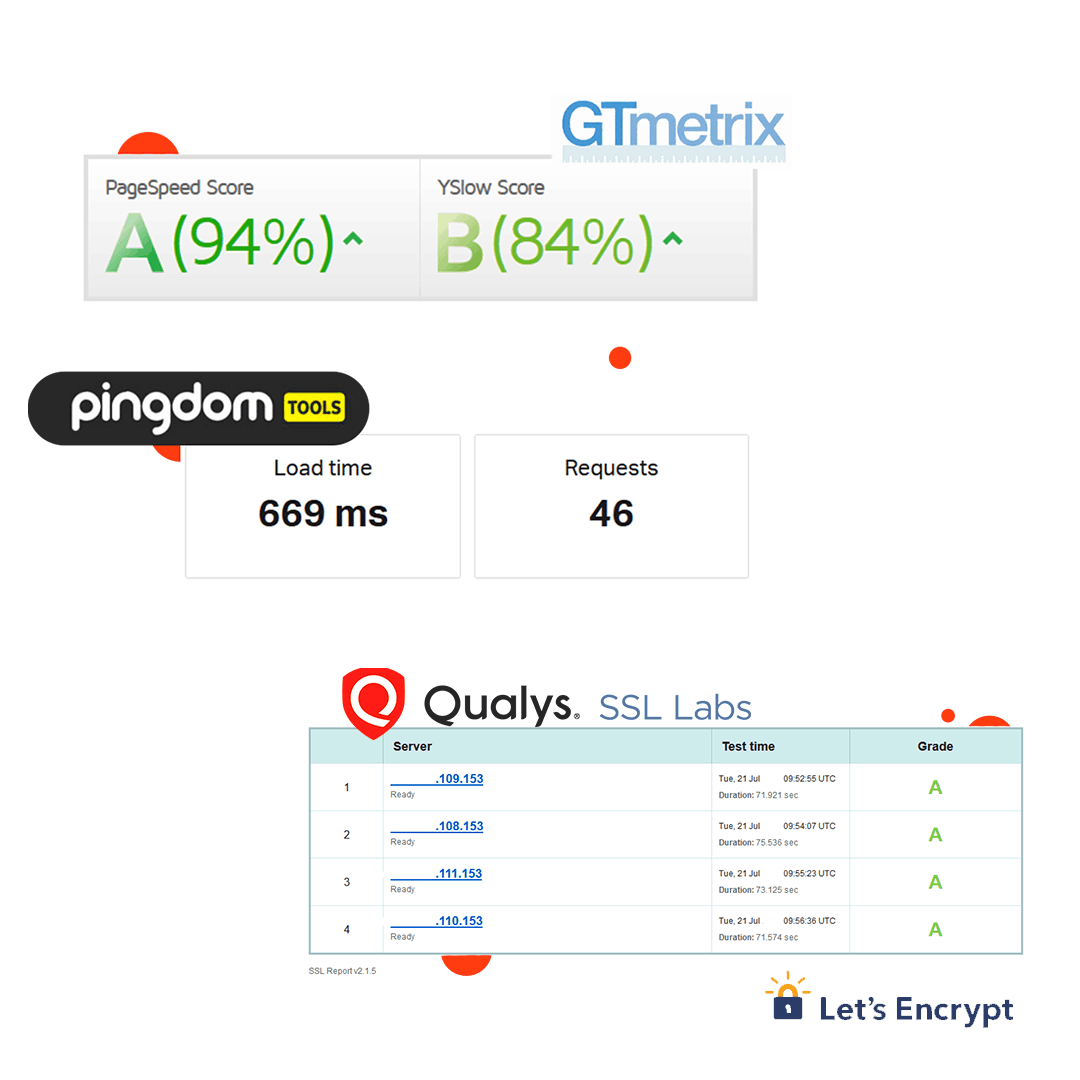 GTmetrix
PageSpeed Score
A (94%)
YSlow Score
B (84%)
pingdom TOOLS
Load time
669 ms
Requests
46
Qualys. SSL Labs
Server Test time Grade
1 .109.153 Tue, 21 Jul 09:52:55 UTC A
Ready Duration: 71.921 sec
2 .108.153 Tue, 21 Jul 09:54:07 UTC A
Ready Duration: 75.536 sec
3 .111.153 Tue, 21 Jul 09:55:23 UTC A
Ready Duration: 73.125 sec
4 .110.153 Tue, 21 Jul 09:56:36 UTC A
Ready Duration: 71.574 sec
SSL Report v2.1.5
Let's Encrypt